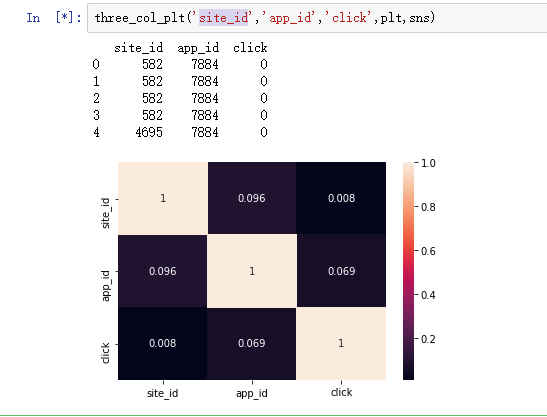 In [*]: three_col_plt('site_id','app_id','click',plt,sns)
site_id app_id click
0 582 7884 0
1 582 7884 0
2 582 7884 0
3 582 7884 0
4 4695 7884 0
site_id 1 0.096 0.008
app_id 0.096 1 0.069
click 0.008 0.069 1
site_id app_id click
1.0
0.8
0.6
0.4
0.2